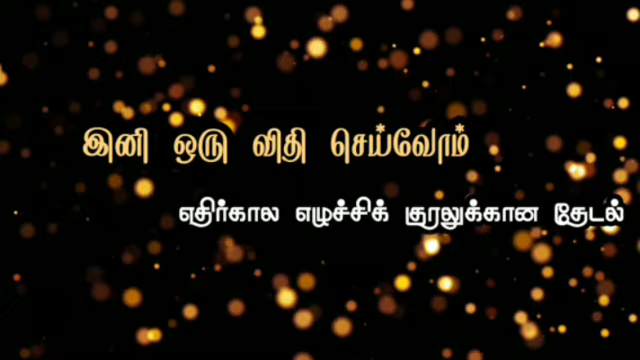 இனி ஒரு விதி செய்வோம்
எதிர்கால எழுச்சிக் குரலுக்கான தேடல்